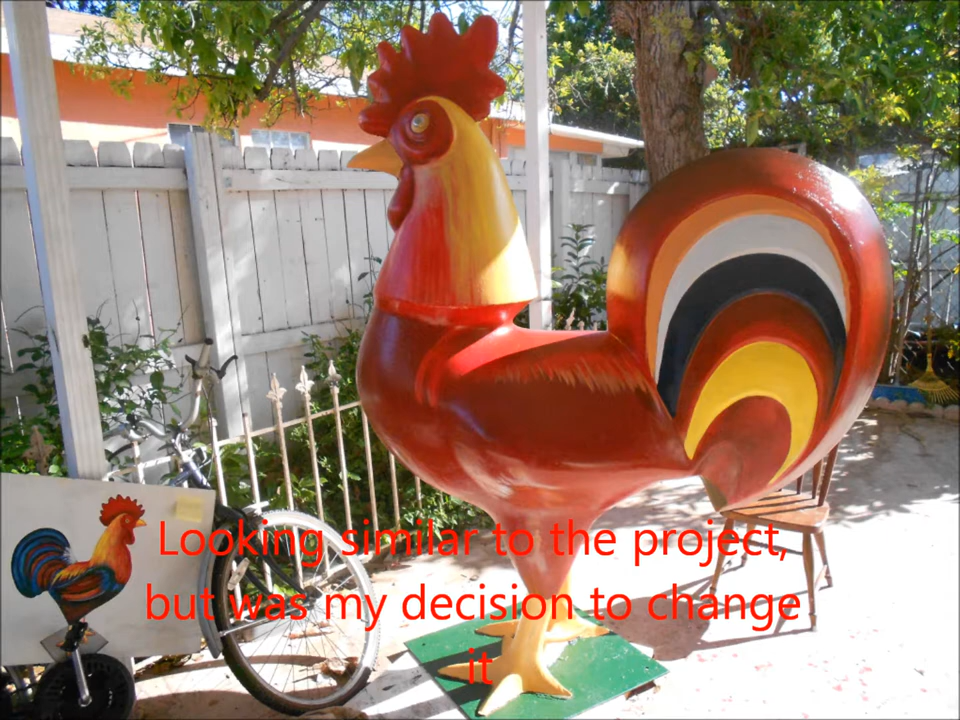 Looking similar to the project,
but was my decision to change
it